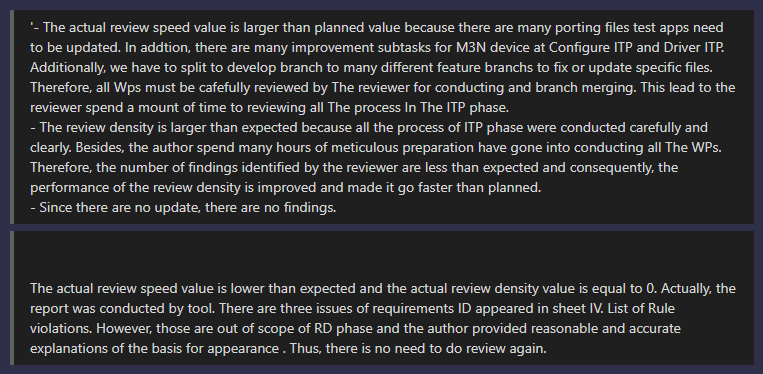 '- The actual review speed value is larger than planned value because there are many porting files test apps need
to be updated. In addtion, there are many improvement subtasks for M3N device at Configure ITP and Driver ITP.
Additionally, we have to split to develop branch to many different feature branchs to fix or update specific files.
Therefore, all Wps must be cafefully reviewed by The reviewer for conducting and branch merging. This lead to the
reviewer spend a mount of time to reviewing all The process In The ITP phase.
- The review density is larger than expected because all the process of ITP phase were conducted carefully and
clearly. Besides, the author spend many hours of meticulous preparation have gone into conducting all The WPs.
Therefore, the number of findings identified by the reviewer are less than expected and consequently, the
performance of the review density is improved and made it go faster than planned.
- Since there are no update, there are no findings.
The actual review speed value is lower than expected and the actual review density value is equal to 0. Actually, the
report was conducted by tool. There are three issues of requirements ID appeared in sheet IV. List of Rule
violations. However, those are out of scope of RD phase and the author provided reasonable and accurate
explanations of the basis for appearance . Thus, there is no need to do review again.